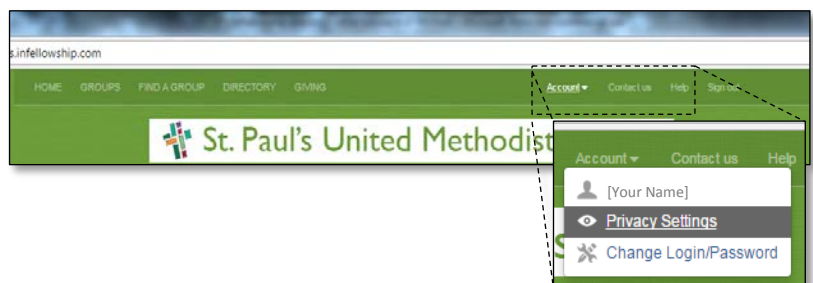 s.infellowship.com
HOME GROUPS FIND A GROUP DIRECTORY GIVING Account Contact us Help Sign out
St. Paul's United Methodist
Account Contact us Help
[Your Name]
Privacy Settings
Change Login/Password